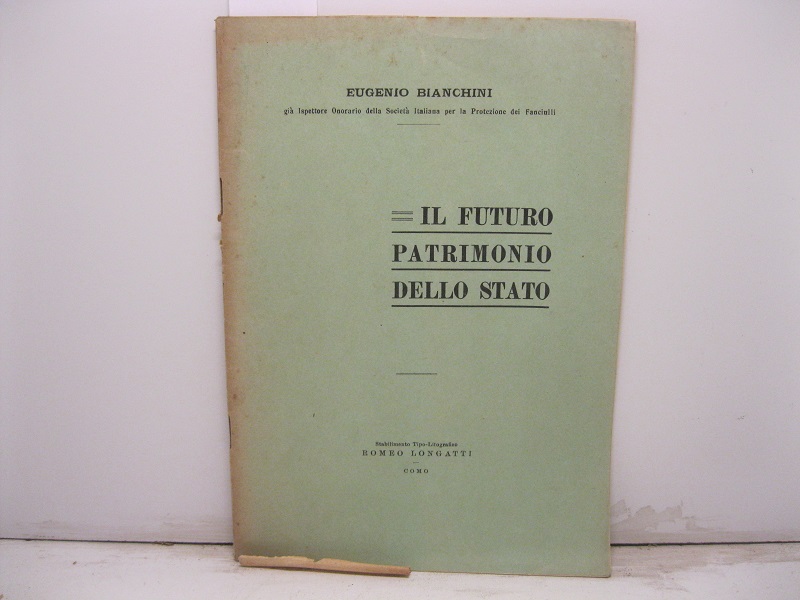 EUGENIO BIANCHINI
già Ispettore Onorario della Società Italiana per la Protezione dei Fanciulli
IL FUTURO
PATRIMONIO
DELLO STATO
Stabilimento Tipo-Litografico
ROMEO LONGATTI
COMO